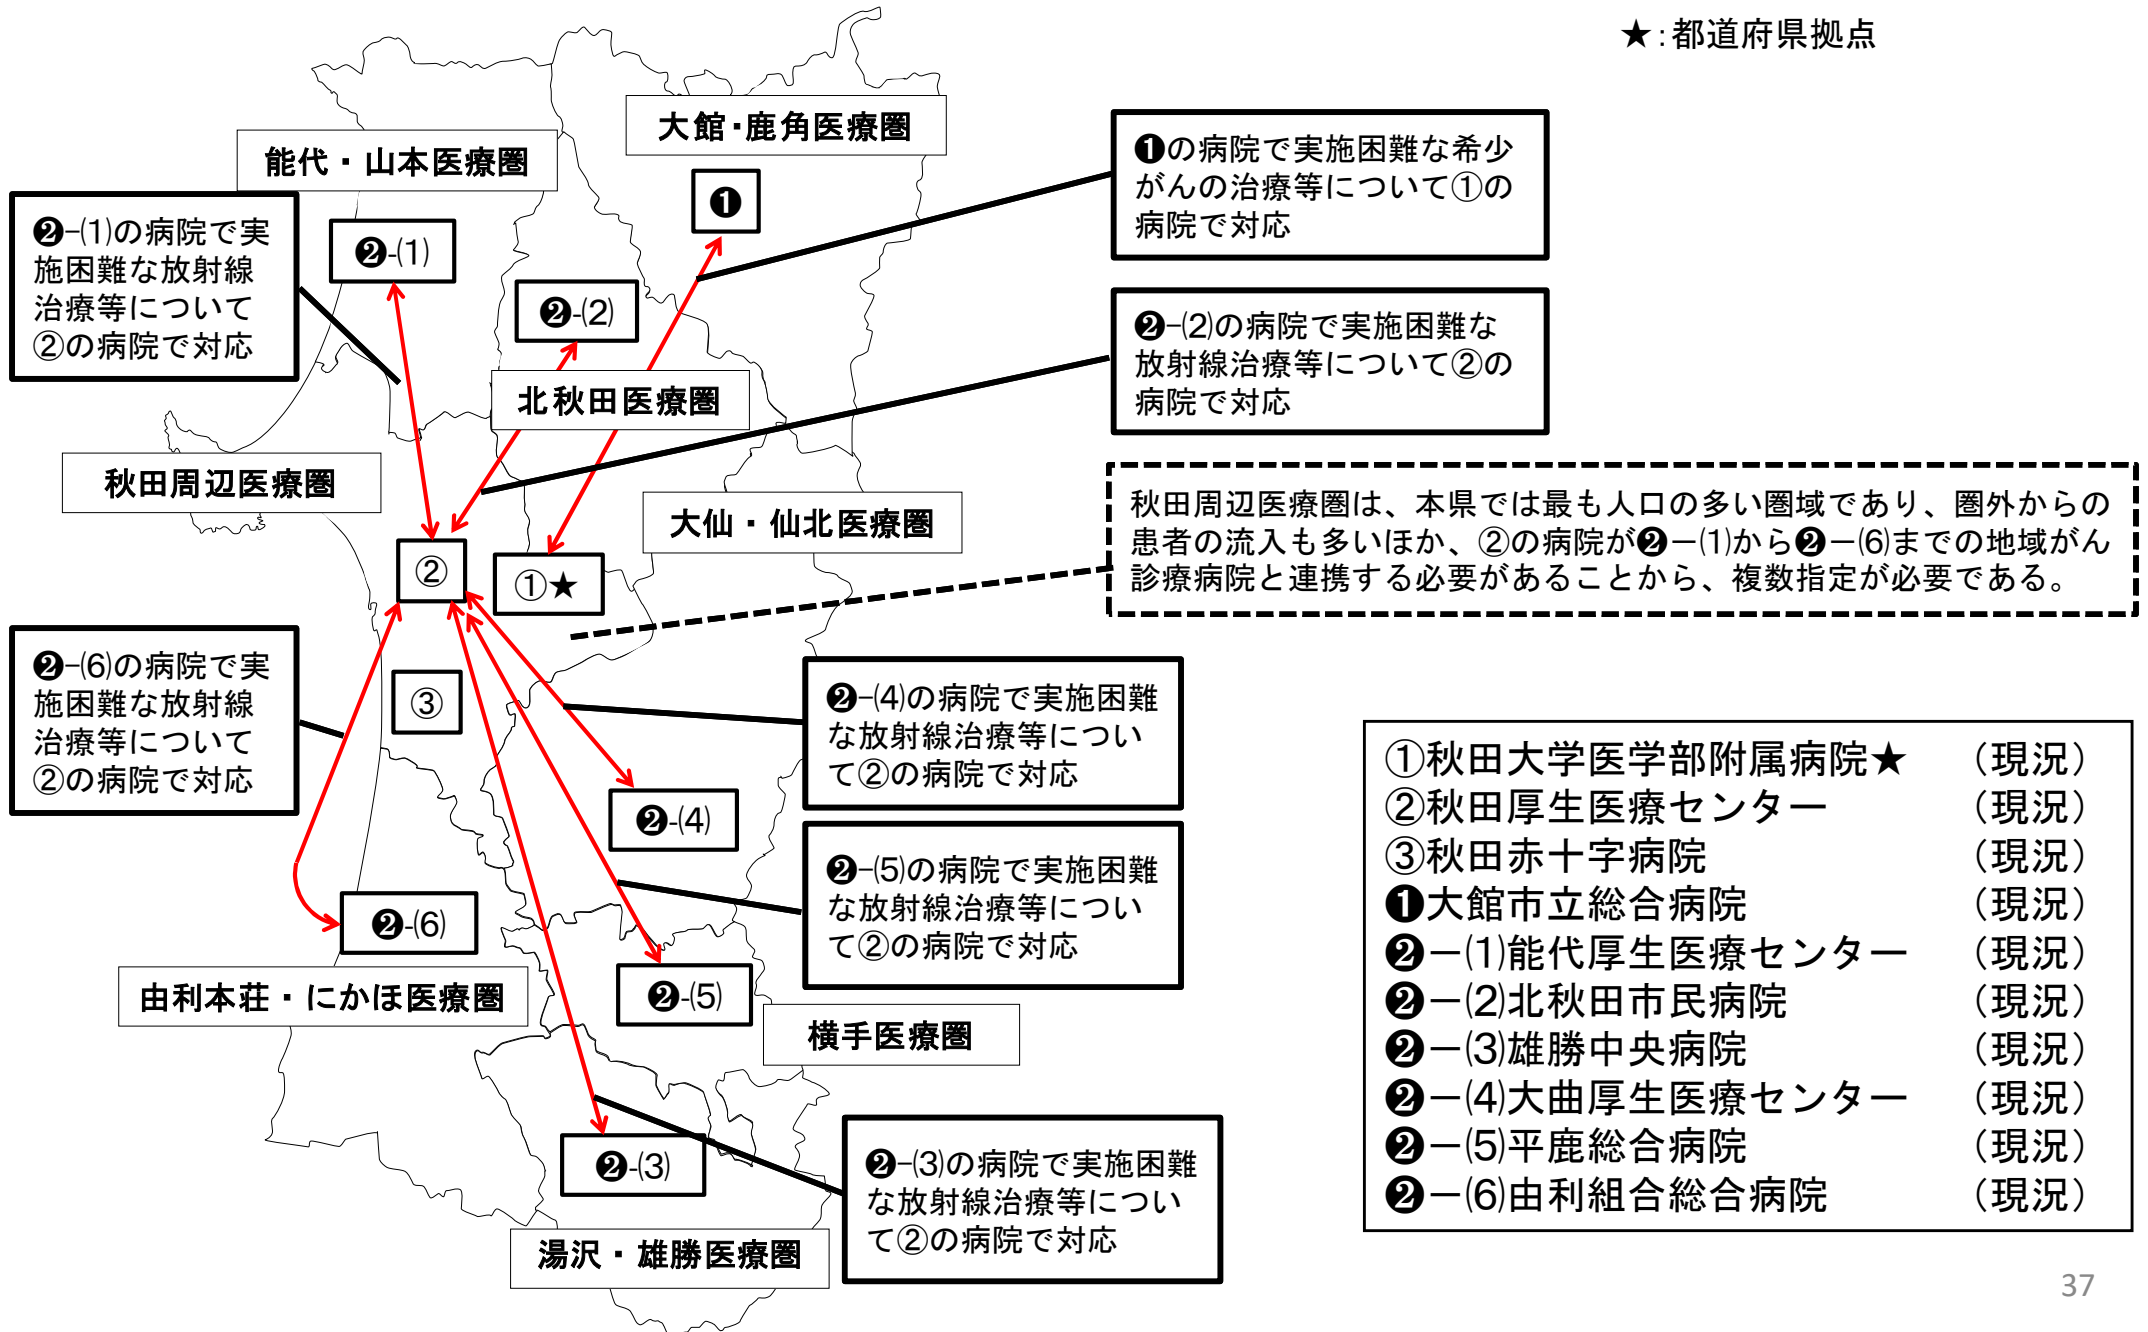 ★:都道府県拠点
大館・鹿角医療圏
能代・山本医療圏
❶
❶の病院で実施困難な希少
がんの治療等について①の
病院で対応
❷-⑴の病院で実
施困難な放射線
治療等について
②の病院で対応
❷-⑴
❷-⑵
❷-⑵の病院で実施困難な
放射線治療等について②の
病院で対応
北秋田医療圏
秋田周辺医療圏
大仙・仙北医療圏
秋田周辺医療圏は、本県では最も人口の多い圏域であり、圏外からの
患者の流入も多いほか、②の病院が❷－⑴から❷－⑹までの地域がん
診療病院と連携する必要があることから、複数指定が必要である。
②
①★
❷-⑹の病院で実
施困難な放射線
治療等について
②の病院で対応
③
❷-⑷の病院で実施困難
な放射線治療等につい
て②の病院で対応
❷-⑷
❷-⑸の病院で実施困難
な放射線治療等につい
て②の病院で対応
❷-⑹
❷-⑸
由利本荘・にかほ医療圏
横手医療圏
❷-⑶
❷-⑶の病院で実施困難
な放射線治療等につい
て②の病院で対応
湯沢・雄勝医療圏
①秋田大学医学部附属病院★ （現況）
②秋田厚生医療センター （現況）
③秋田赤十字病院 （現況）
❶大館市立総合病院 （現況）
❷－⑴能代厚生医療センター （現況）
❷－⑵北秋田市民病院 （現況）
❷－⑶雄勝中央病院 （現況）
❷－⑷大曲厚生医療センター （現況）
❷－⑸平鹿総合病院 （現況）
❷－⑹由利組合総合病院 （現況）
37